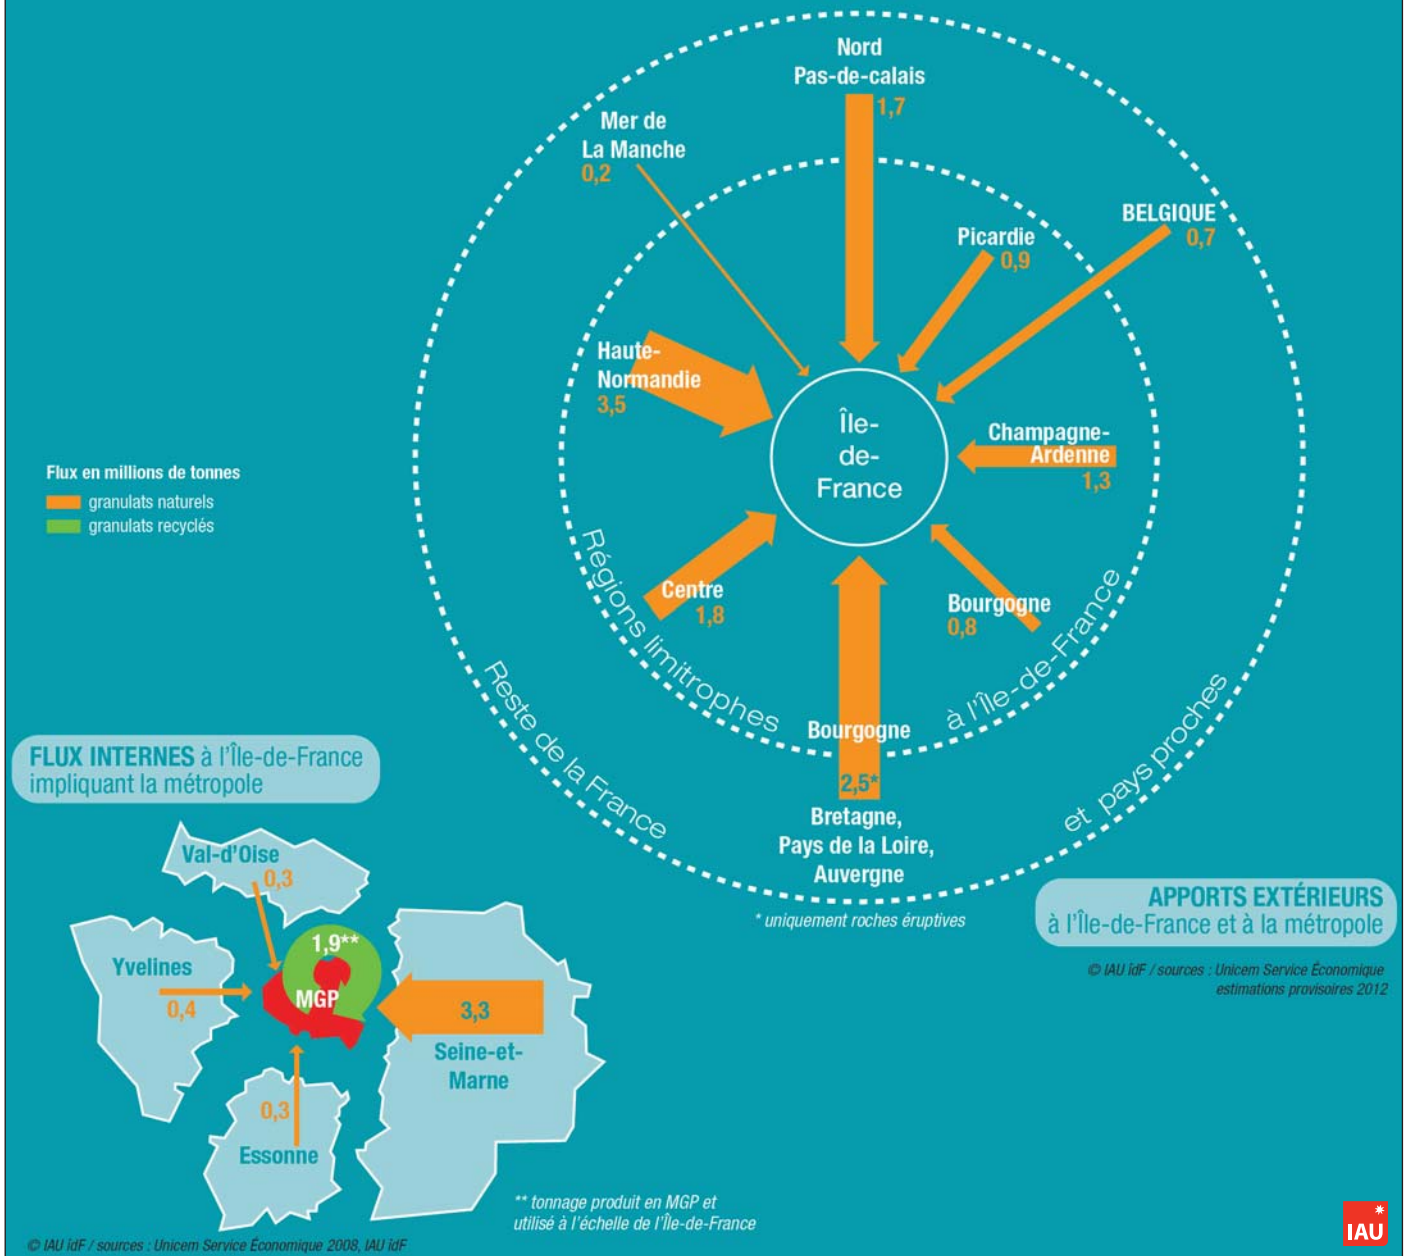 Nord
Pas-de-calais
1,7
Mer de
La Manche
0,2
BELGIQUE
0,7
Picardie
0,9
Haute-
Normandie
3,5
Île-
de-
France
Champagne-
Ardenne
1,3
Flux en millions de tonnes
granulats naturels
granulats recyclés
Centre
1,8
Bourgogne
0,8
Régions limitrophes à l'Île-de-France
Bourgogne
2,5*
Bretagne,
Pays de la Loire,
Auvergne
Reste de la France et pays proches
* uniquement roches éruptives
APPORTS EXTÉRIEURS
à l'Île-de-France et à la métropole
© IAU îdF / sources : Unicem Service Économique
estimations provisoires 2012
FLUX INTERNES à l'Île-de-France
impliquant la métropole
Val-d'Oise
0,3
Yvelines
0,4
1,9**
MGP
3,3
Seine-et-
Marne
0,3
Essonne
** tonnage produit en MGP et
utilisé à l'échelle de l'Île-de-France
© IAU îdF / sources : Unicem Service Économique 2008, IAU îdF
IAU